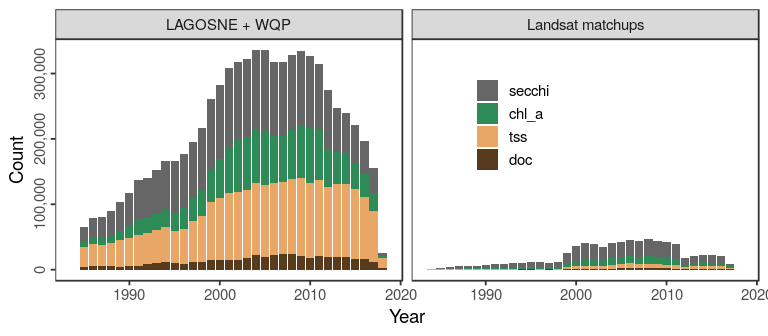 LAGOSNE + WQP
Landsat matchups
Count
300,000
200,000
100,000
0
secchi
chl_a
tss
doc
1990
2000
2010
2020
1990
2000
2010
2020
Year